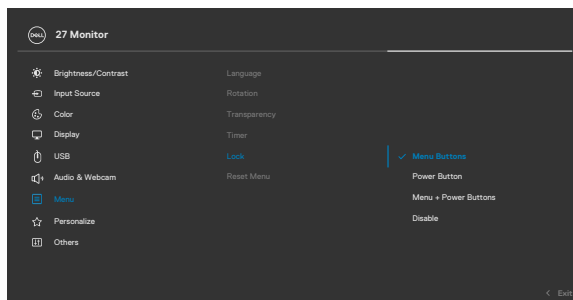 DELL 27 Monitor
Brightness/Contrast
Input Source
Color
Display
USB
Audio & Webcam
Menu
Personalize
Others
Language
Rotation
Transparency
Timer
Lock
Reset Menu
Menu Buttons
Power Button
Menu + Power Buttons
Disable
Exit